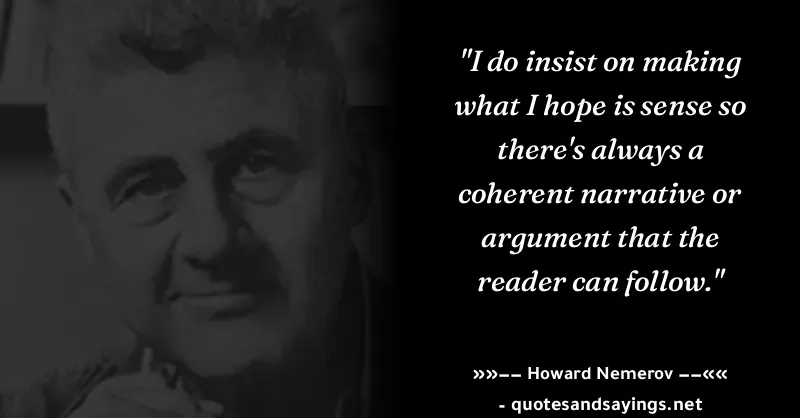 "I do insist on making
what I hope is sense so
there's always a
coherent narrative or
argument that the
reader can follow."
»»–– Howard Nemerov ––««
- quotesandsayings.net